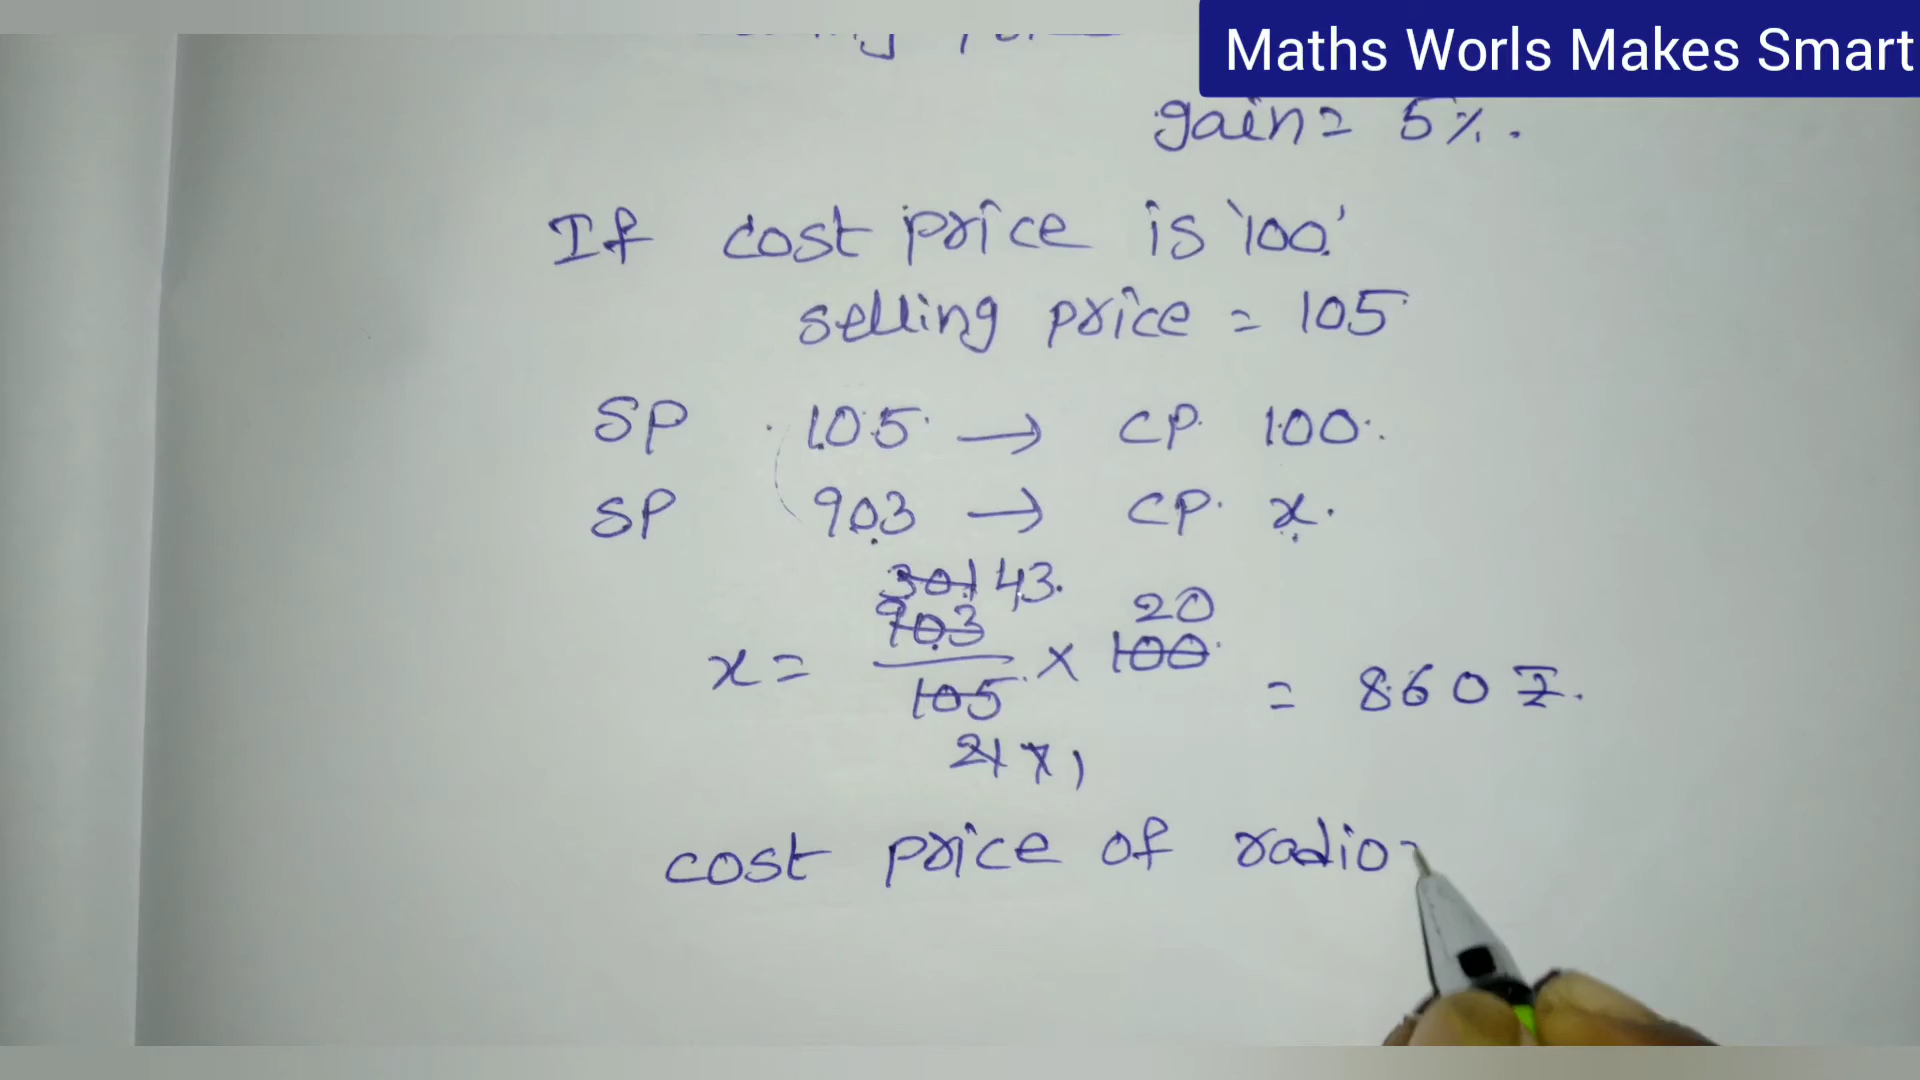 Maths Worls Makes Smart
gain = 5%.
If cost price is '100'
selling price = 105
SP 105 → CP 100.
SP 903 → CP x.
301 43.
903 20
x = — × 100 = 860 ₹.
105
21 7 1
cost price of radio